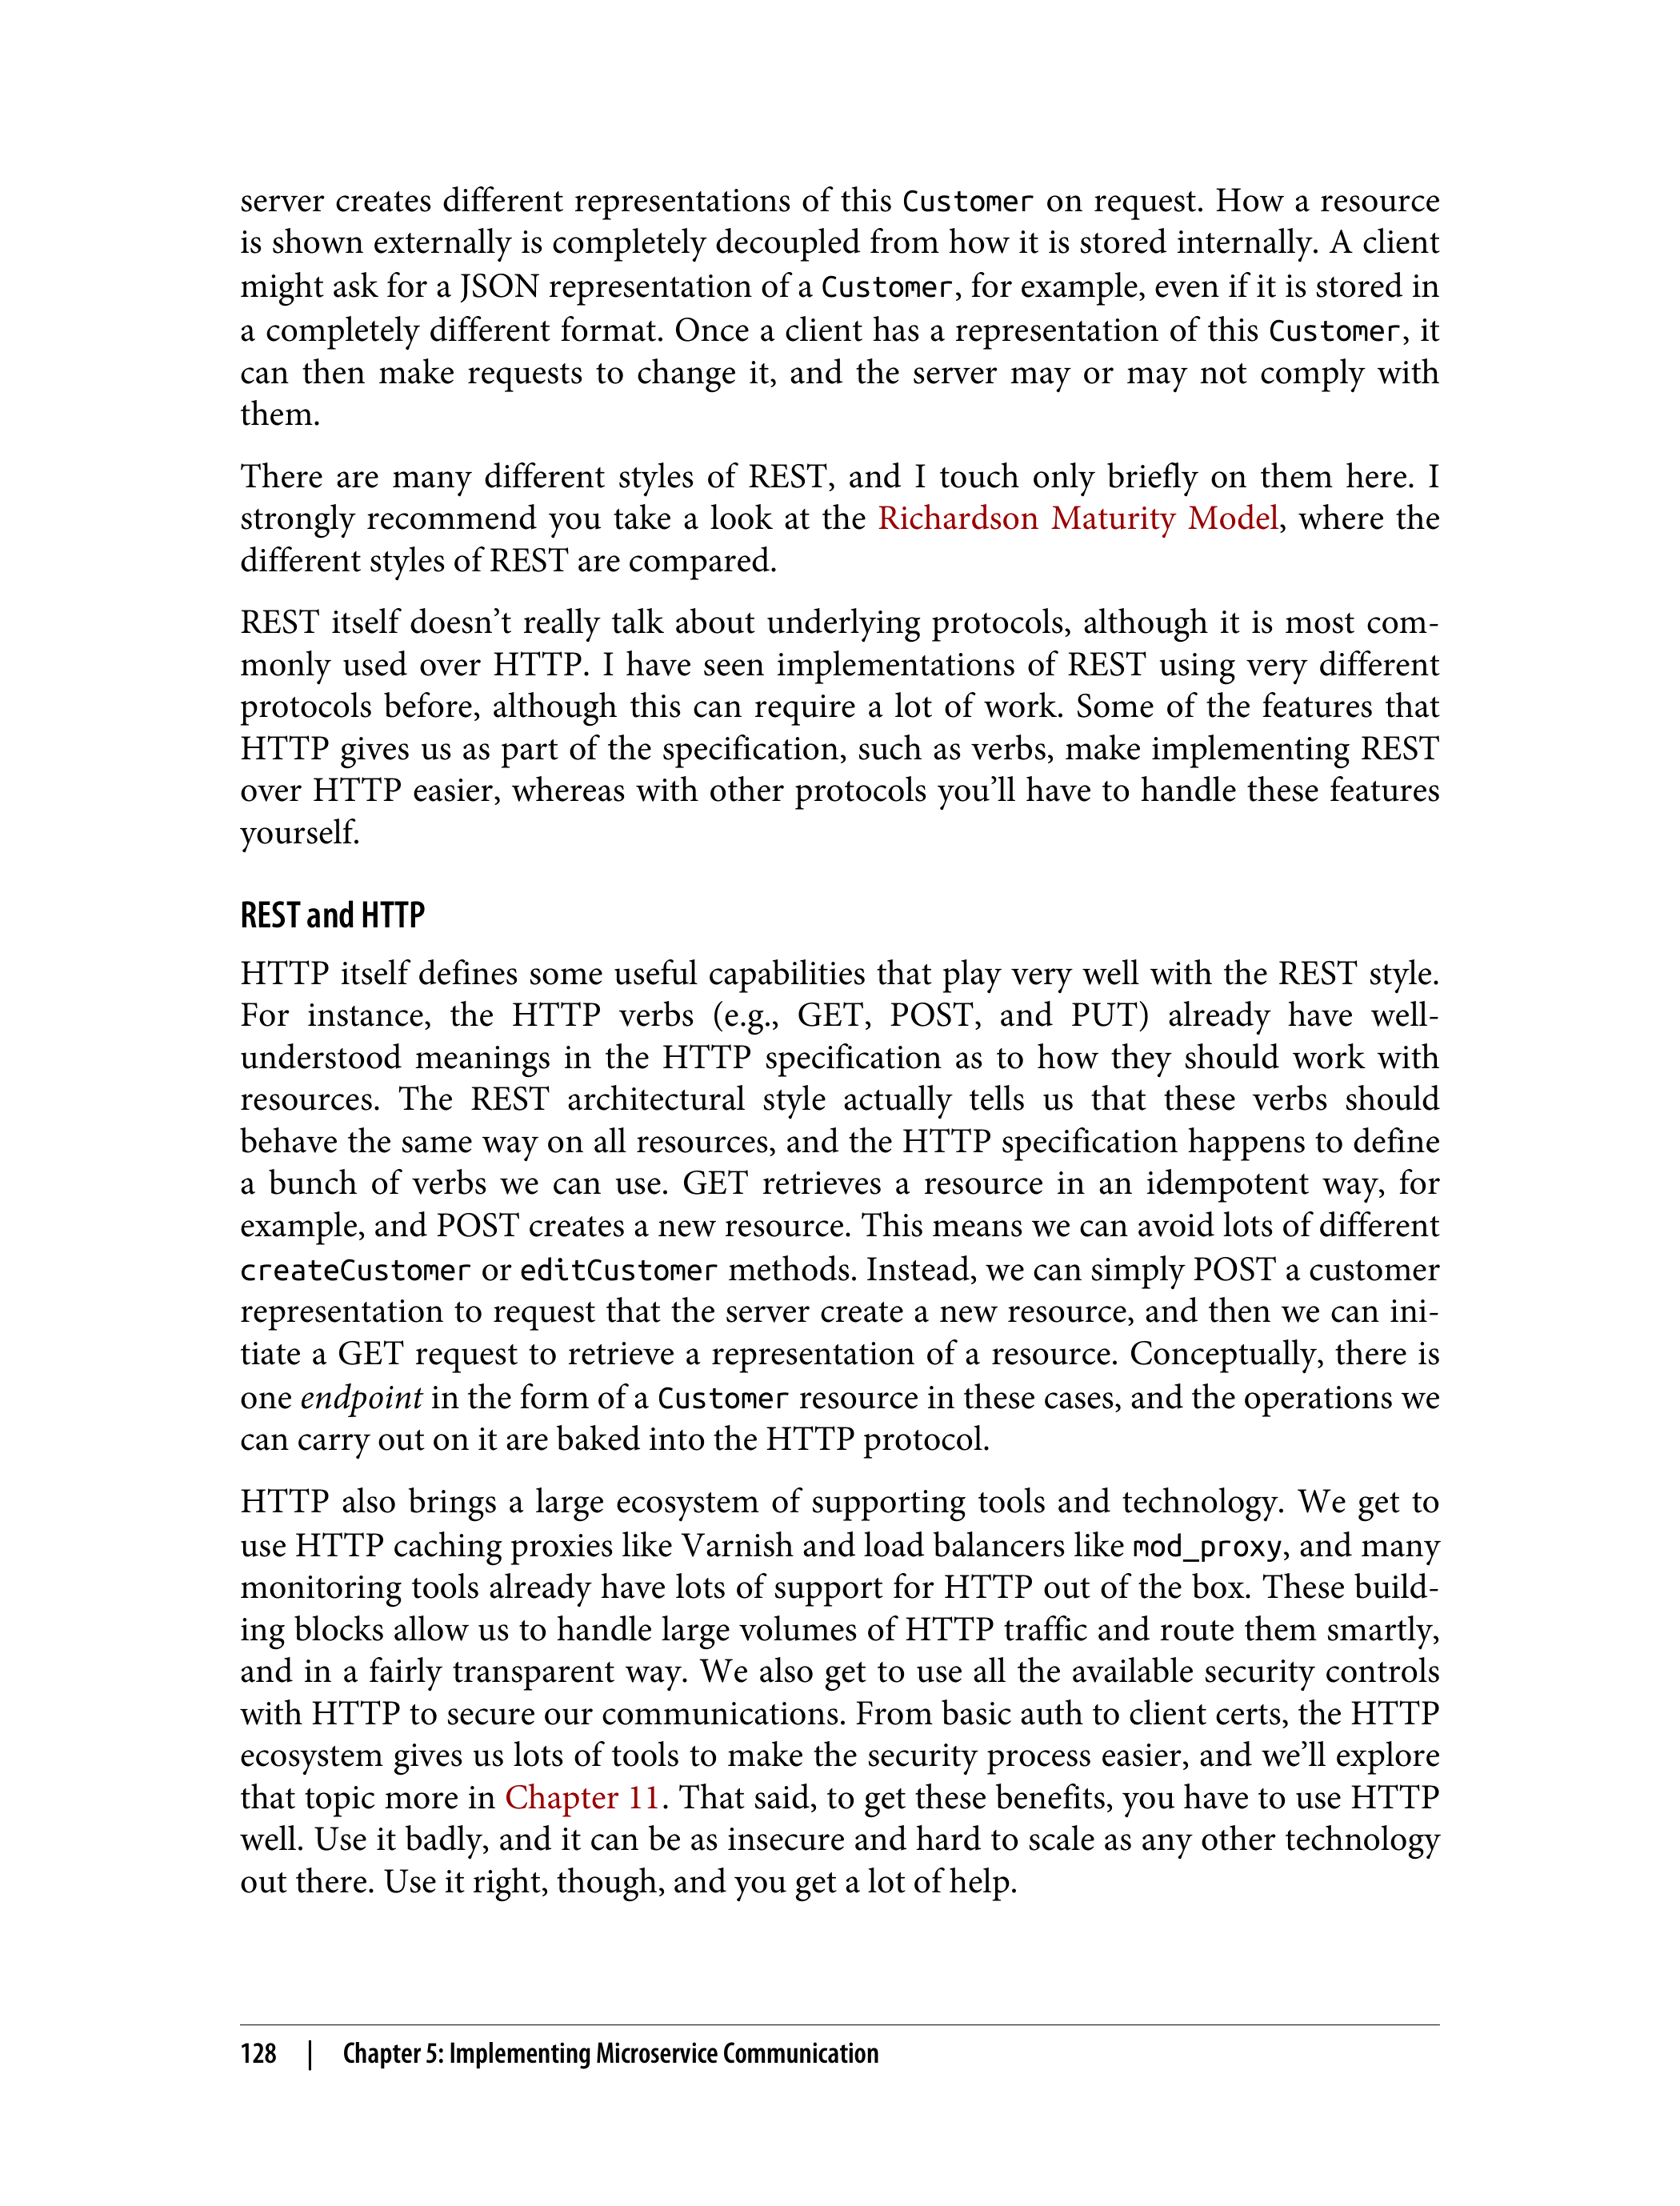 server creates different representations of this Customer on request. How a resource
is shown externally is completely decoupled from how it is stored internally. A client
might ask for a JSON representation of a Customer, for example, even if it is stored in
a completely different format. Once a client has a representation of this Customer, it
can then make requests to change it, and the server may or may not comply with
them.
There are many different styles of REST, and I touch only briefly on them here. I
strongly recommend you take a look at the Richardson Maturity Model, where the
different styles of REST are compared.
REST itself doesn’t really talk about underlying protocols, although it is most com-
monly used over HTTP. I have seen implementations of REST using very different
protocols before, although this can require a lot of work. Some of the features that
HTTP gives us as part of the specification, such as verbs, make implementing REST
over HTTP easier, whereas with other protocols you’ll have to handle these features
yourself.
REST and HTTP
HTTP itself defines some useful capabilities that play very well with the REST style.
For instance, the HTTP verbs (e.g., GET, POST, and PUT) already have well-
understood meanings in the HTTP specification as to how they should work with
resources. The REST architectural style actually tells us that these verbs should
behave the same way on all resources, and the HTTP specification happens to define
a bunch of verbs we can use. GET retrieves a resource in an idempotent way, for
example, and POST creates a new resource. This means we can avoid lots of different
createCustomer or editCustomer methods. Instead, we can simply POST a customer
representation to request that the server create a new resource, and then we can ini-
tiate a GET request to retrieve a representation of a resource. Conceptually, there is
one endpoint in the form of a Customer resource in these cases, and the operations we
can carry out on it are baked into the HTTP protocol.
HTTP also brings a large ecosystem of supporting tools and technology. We get to
use HTTP caching proxies like Varnish and load balancers like mod_proxy, and many
monitoring tools already have lots of support for HTTP out of the box. These build-
ing blocks allow us to handle large volumes of HTTP traffic and route them smartly,
and in a fairly transparent way. We also get to use all the available security controls
with HTTP to secure our communications. From basic auth to client certs, the HTTP
ecosystem gives us lots of tools to make the security process easier, and we’ll explore
that topic more in Chapter 11. That said, to get these benefits, you have to use HTTP
well. Use it badly, and it can be as insecure and hard to scale as any other technology
out there. Use it right, though, and you get a lot of help.
128 | Chapter 5: Implementing Microservice Communication